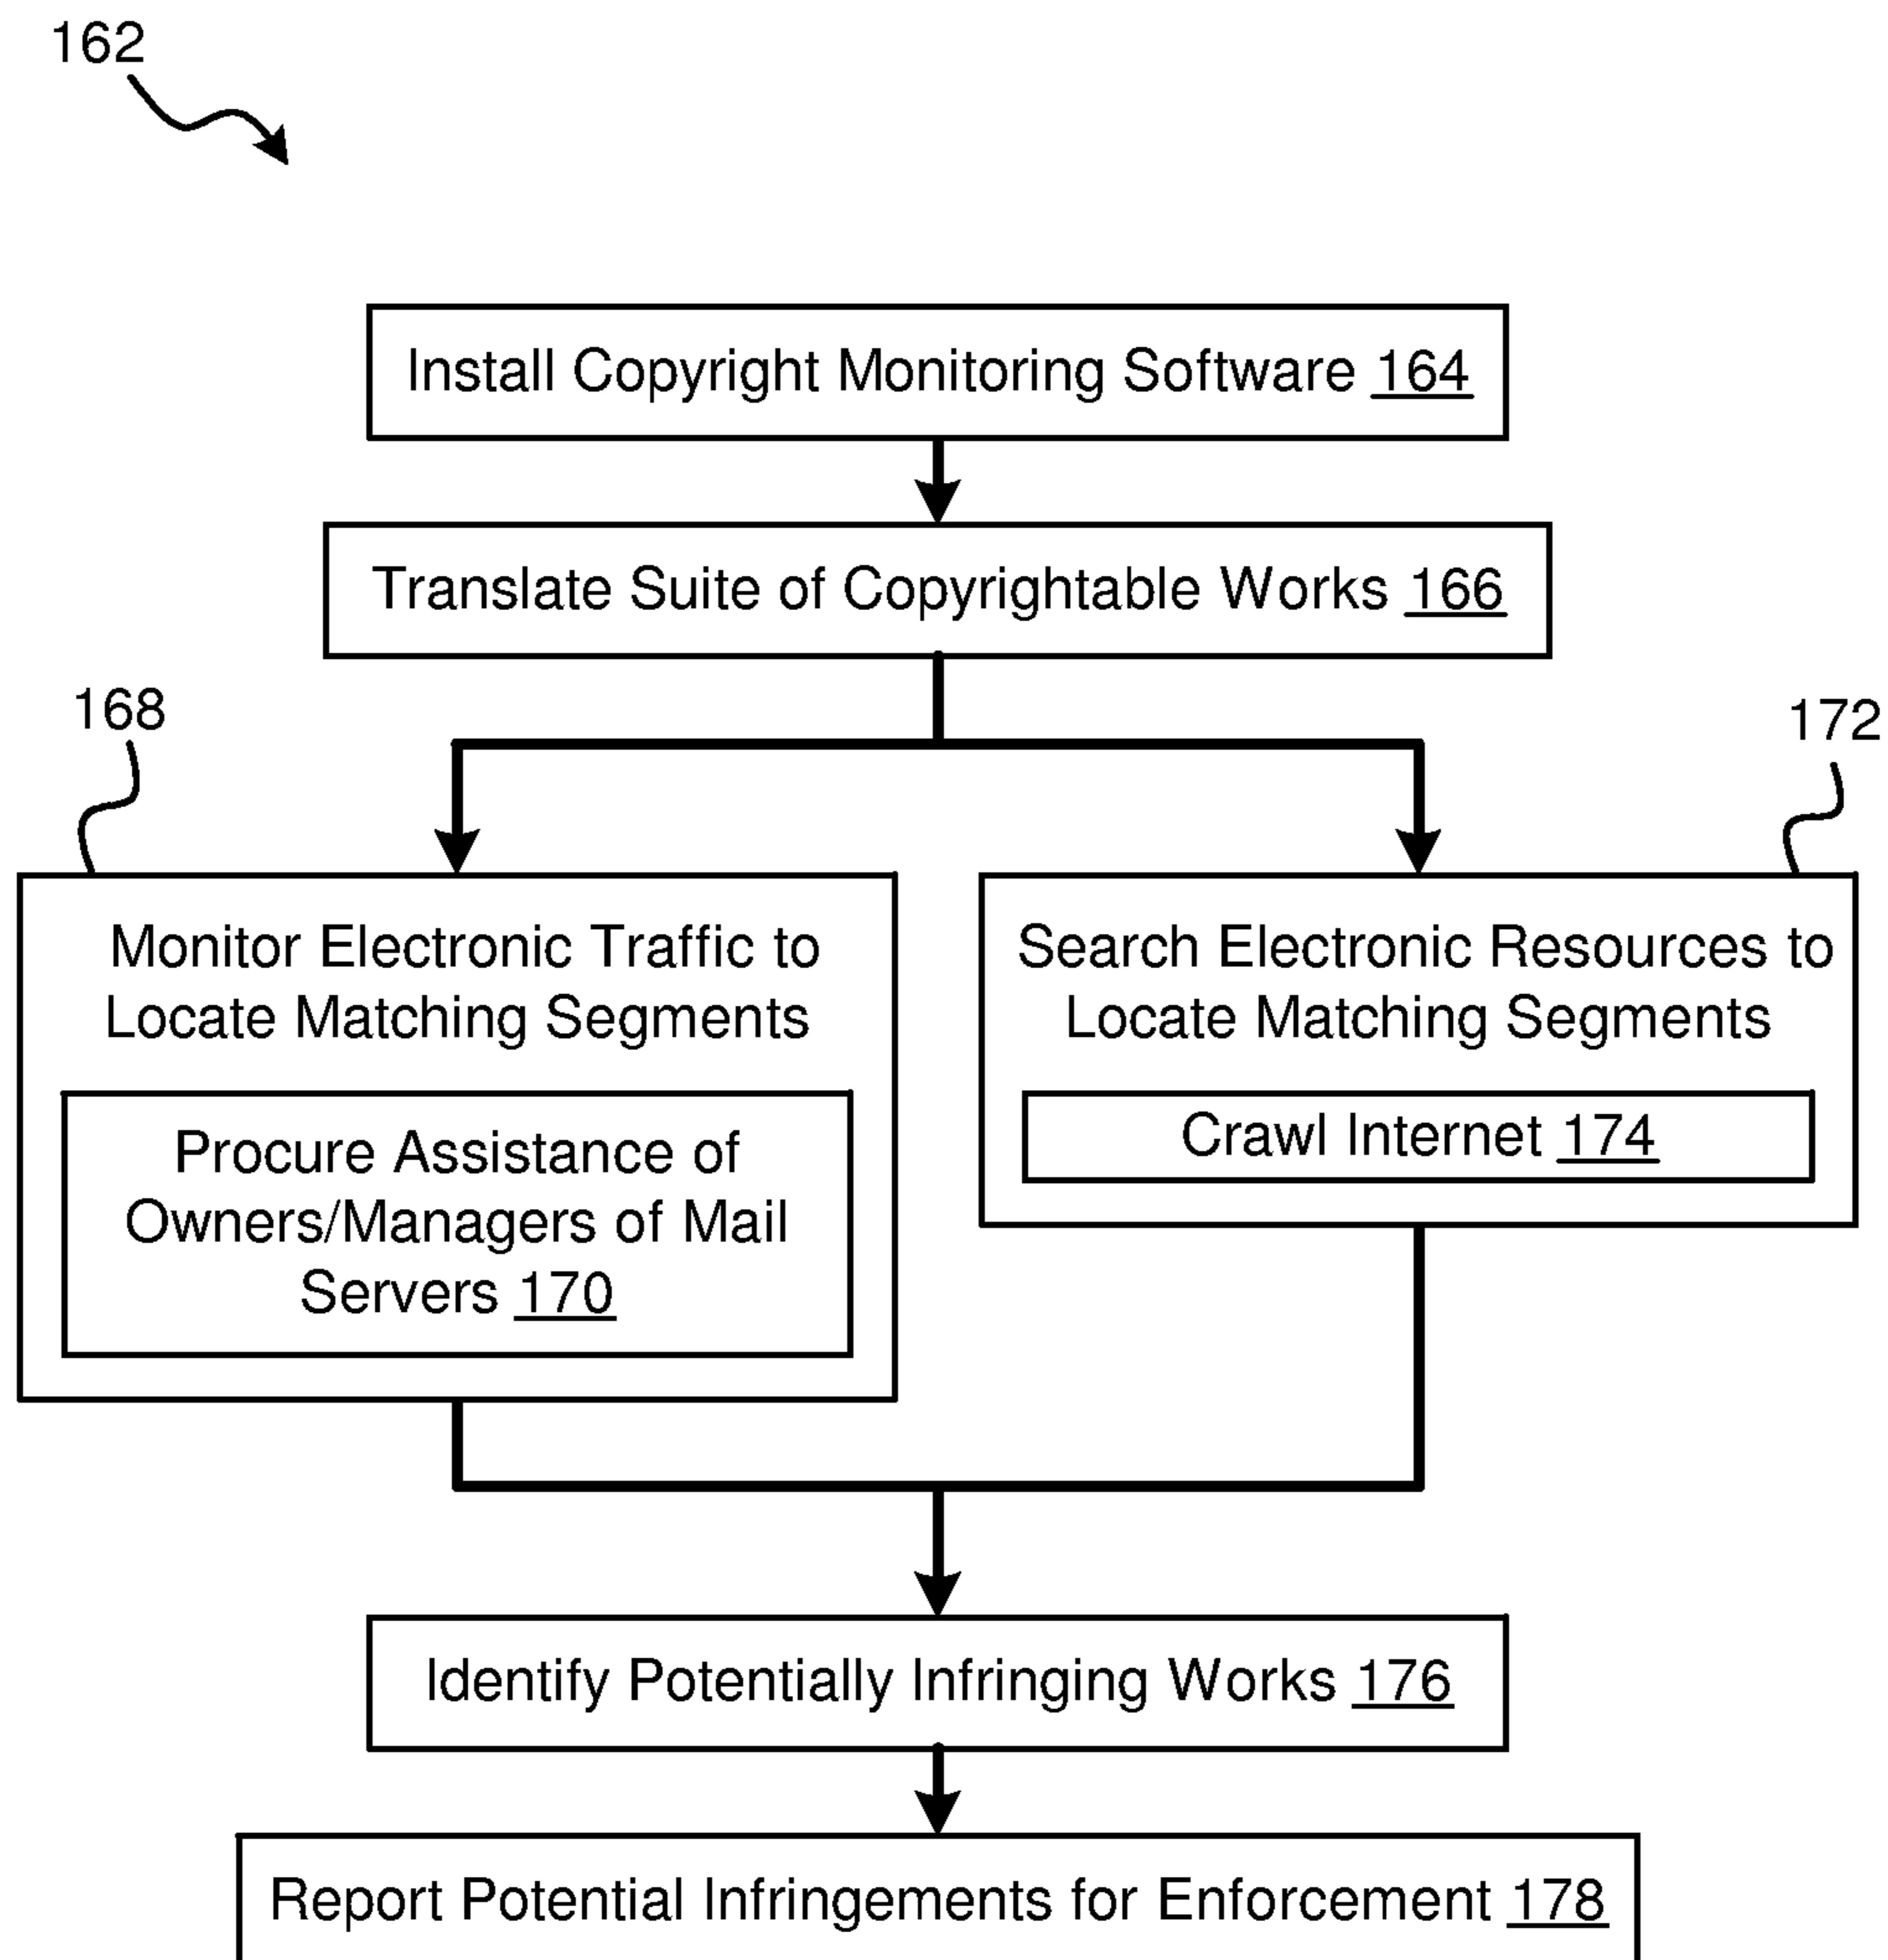 162
Install Copyright Monitoring Software 164
Translate Suite of Copyrightable Works 166
168
172
Monitor Electronic Traffic to
Locate Matching Segments
Procure Assistance of
Owners/Managers of Mail
Servers 170
Search Electronic Resources to
Locate Matching Segments
Crawl Internet 174
Identify Potentially Infringing Works 176
Report Potential Infringements for Enforcement 178